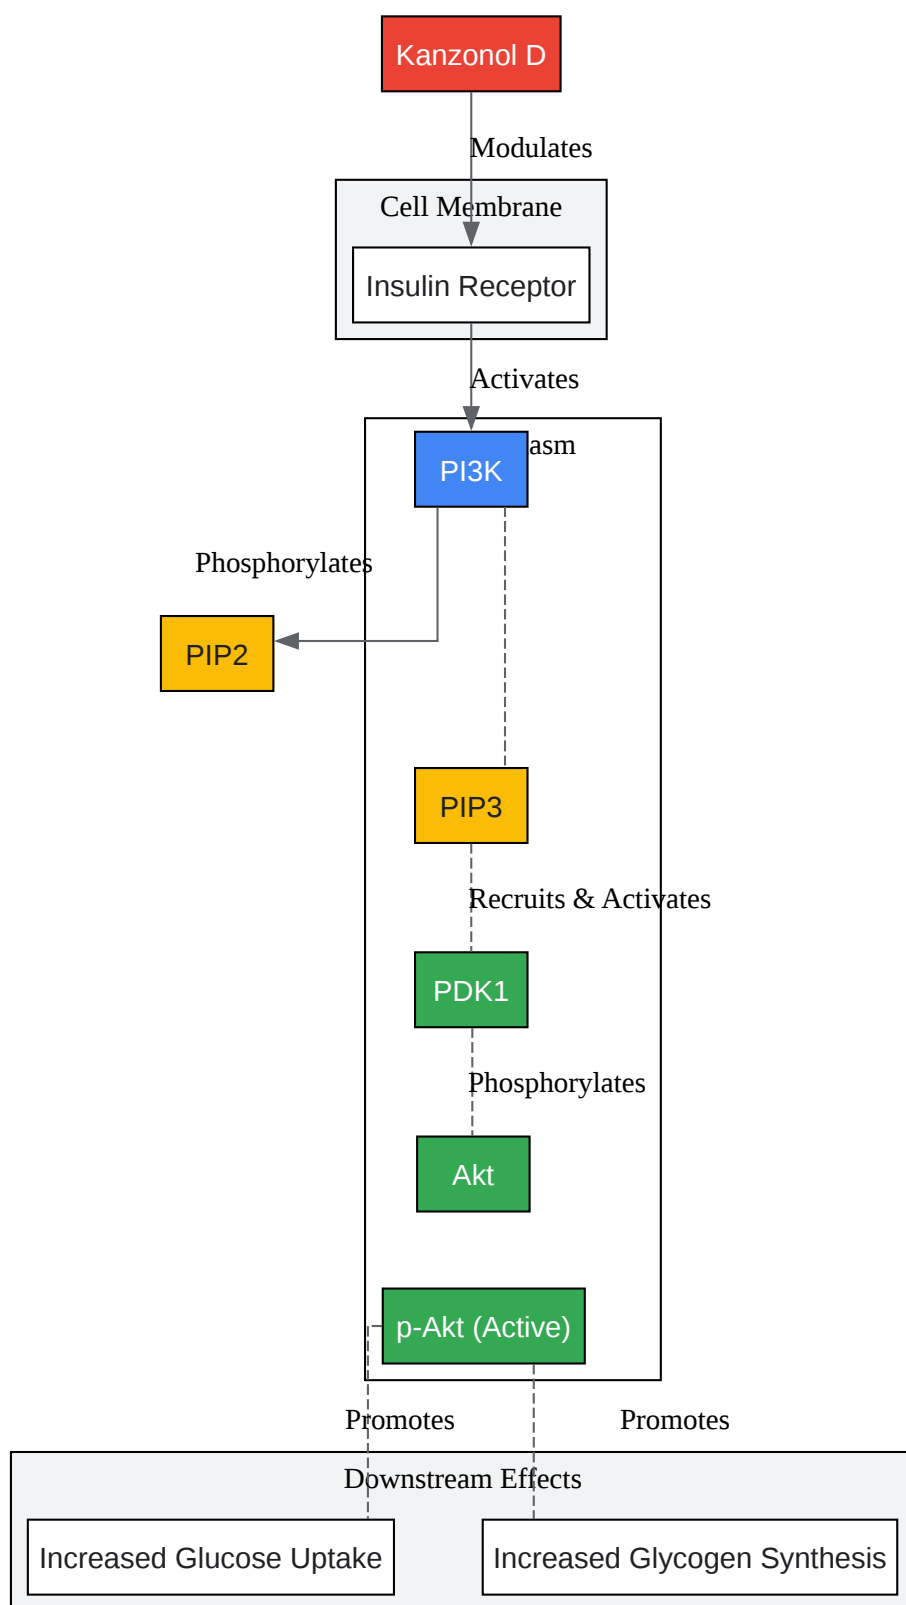 Kanzonol D
Modulates
Cell Membrane
Insulin Receptor
Activates
asm
PI3K
Phosphorylates
PIP2
PIP3
Recruits & Activates
PDK1
Phosphorylates
Akt
p-Akt (Active)
Promotes
Promotes
Downstream Effects
Increased Glucose Uptake
Increased Glycogen Synthesis